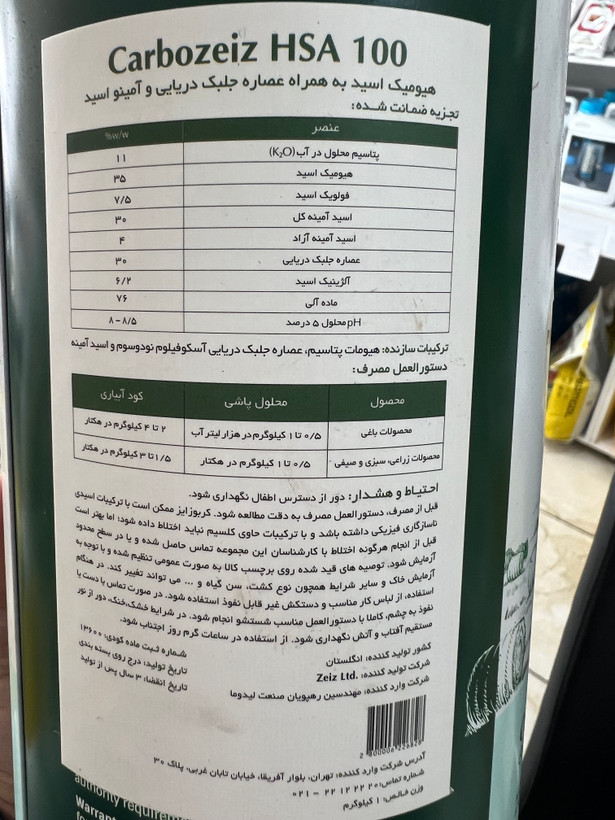 Carbozeiz HSA 100
هیومیک اسید به همراه عصاره جلبک دریایی و آمینو اسید
تجزیه ضمانت شده:
عنصر %w/w
پتاسیم محلول در آب (K₂O) ۱۱
هیومیک اسید ۳۵
فولویک اسید ۷/۵
اسید آمینه کل ۳۰
اسید آمینه آزاد ۴
عصاره جلبک دریایی ۳۰
آلژینیک اسید ۶/۲
ماده آلی ۷۶
pH محلول ۵ درصد ۸-۸/۵
ترکیبات سازنده: هیومات پتاسیم، عصاره جلبک دریایی آسکوفیلوم نودوسوم و اسید آمینه
دستورالعمل مصرف:
محصول محلول پاشی کود آبیاری
محصولات باغی ۰/۵ تا ۱ کیلوگرم در هزار لیتر آب ۲ تا ۴ کیلوگرم در هکتار
محصولات زراعی، سبزی و صیفی ۰/۵ تا ۱ کیلوگرم در هکتار ۱/۵ تا ۳ کیلوگرم در هکتار
احتیاط و هشدار: دور از دسترس اطفال نگهداری شود.
قبل از مصرف، دستورالعمل مصرف به دقت مطالعه شود. کربوزایز ممکن است با ترکیبات اسیدی
ناسازگاری فیزیکی داشته باشد و با ترکیبات حاوی کلسیم نباید اختلاط داده شود؛ اما بهتر است
قبل از انجام هرگونه اختلاط با کارشناسان این مجموعه تماس حاصل شده و یا در سطح محدود
آزمایش شود. توصیه های قید شده روی برچسب کالا به صورت عمومی تنظیم شده و با توجه به
آزمایش خاک و سایر شرایط همچون نوع کشت، سن گیاه و ... می تواند تغییر کند. در هنگام
استفاده، از لباس کار مناسب و دستکش غیر قابل نفوذ استفاده شود. در صورت تماس با دست یا
نفوذ به چشم، کاملا با دستورالعمل مناسب شستشو انجام شود. در شرایط خشک، خنک، دور از نور
مستقیم آفتاب و آتش نگهداری شود. از استفاده در ساعات گرم روز اجتناب شود.
کشور تولید کننده: انگلستان
شرکت تولید کننده: Zeiz Ltd.
شرکت وارد کننده: مهندسین رهپویان صنعت لیدوما
شماره ثبت ماده کودی: ۱۳۶۰۰
تاریخ تولید: درج روی بسته بندی
تاریخ انقضا: ۳ سال پس از تولید
آدرس شرکت وارد کننده: تهران، بلوار آفریقا، خیابان تابان غربی، پلاک ۳۰
شماره تماس: ۲۰ ۲۲ ۱۲ ۲۲ - ۰۲۱
وزن خالص: ۱ کیلوگرم
authority requirem
Warrant